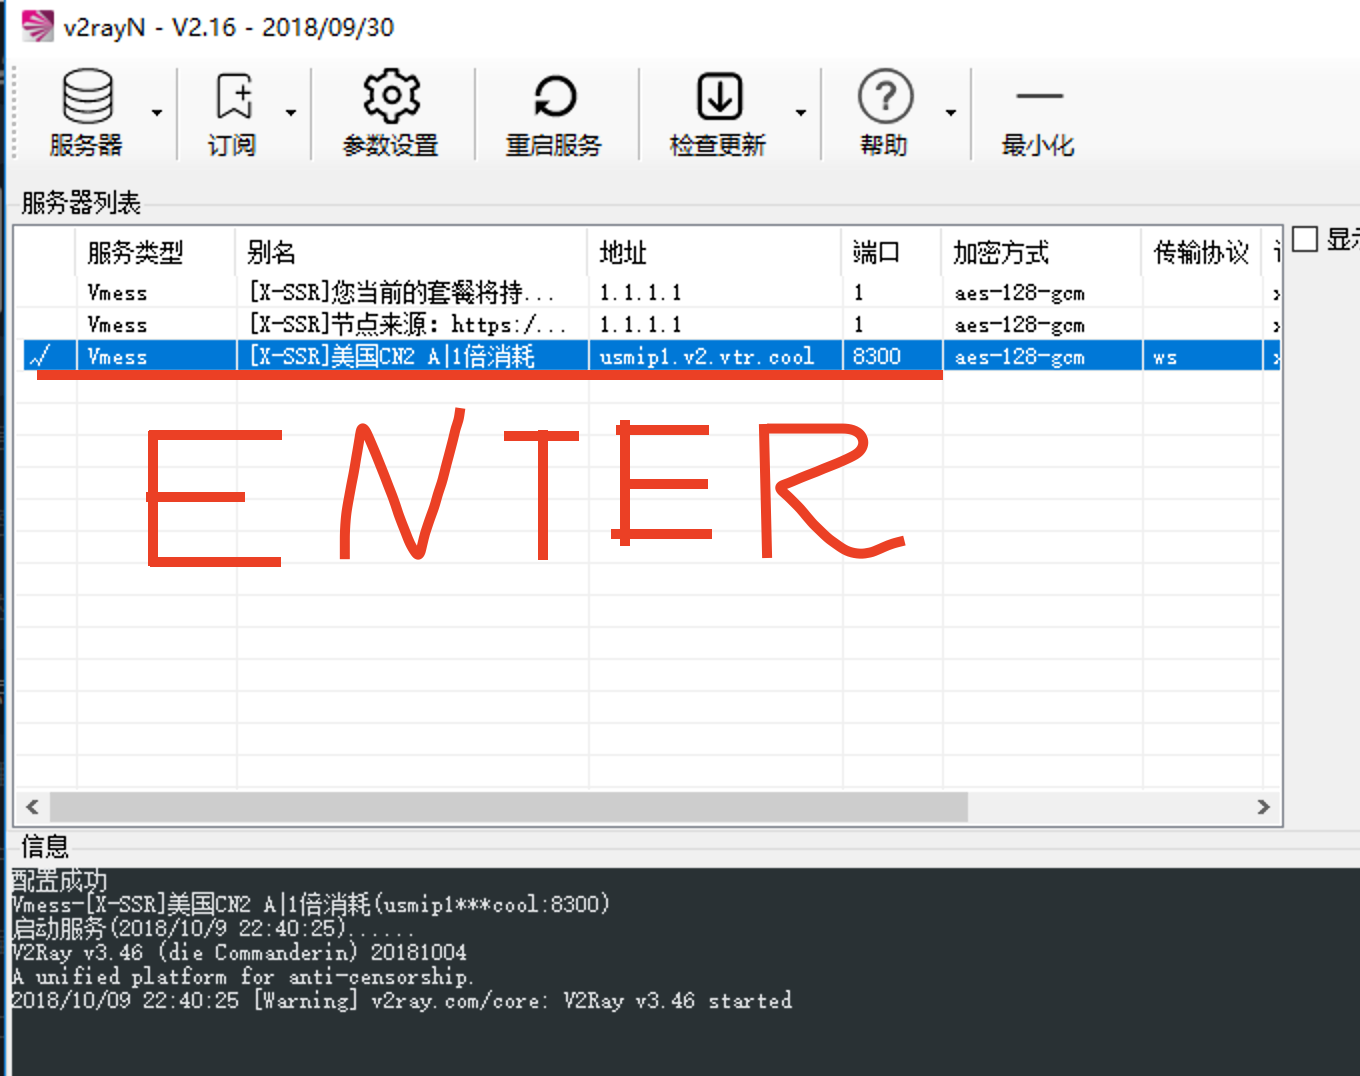 v2rayN - V2.16 - 2018/09/30
服务器 订阅 参数设置 重启服务 检查更新 帮助 最小化
服务器列表
服务类型 别名 地址 端口 加密方式 传输协议
显示
Vmess [X-SSR]您当前的套餐将持... 1.1.1.1 1 aes-128-gcm
Vmess [X-SSR]节点来源: https:/... 1.1.1.1 1 aes-128-gcm
Vmess [X-SSR]美国CN2 A|1倍消耗 usmip1.v2.vtr.cool 8300 aes-128-gcm ws
ENTER
信息
配置成功
Vmess-[X-SSR]美国CN2 A|1倍消耗(usmip1***cool:8300)
启动服务(2018/10/9 22:40:25)......
V2Ray v3.46 (die Commanderin) 20181004
A unified platform for anti-censorship.
2018/10/09 22:40:25 [Warning] v2ray.com/core: V2Ray v3.46 started